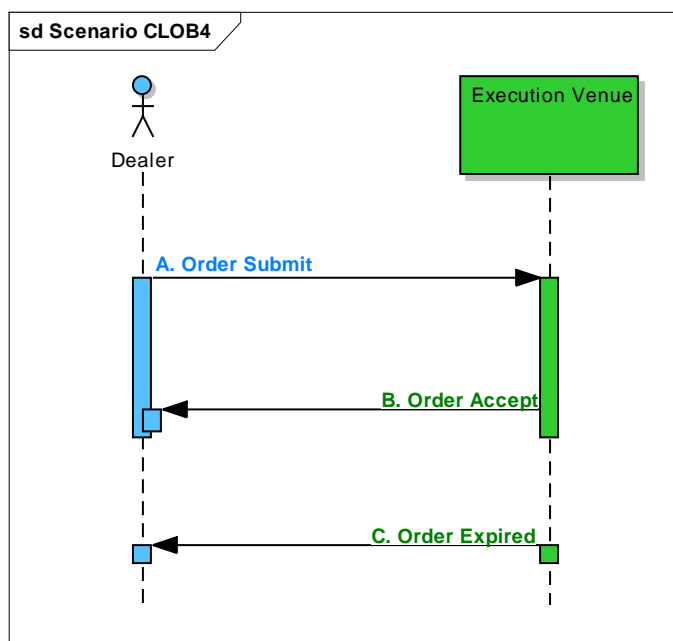 sd Scenario CLOB4
Dealer
Execution Venue
A. Order Submit
B. Order Accept
C. Order Expired